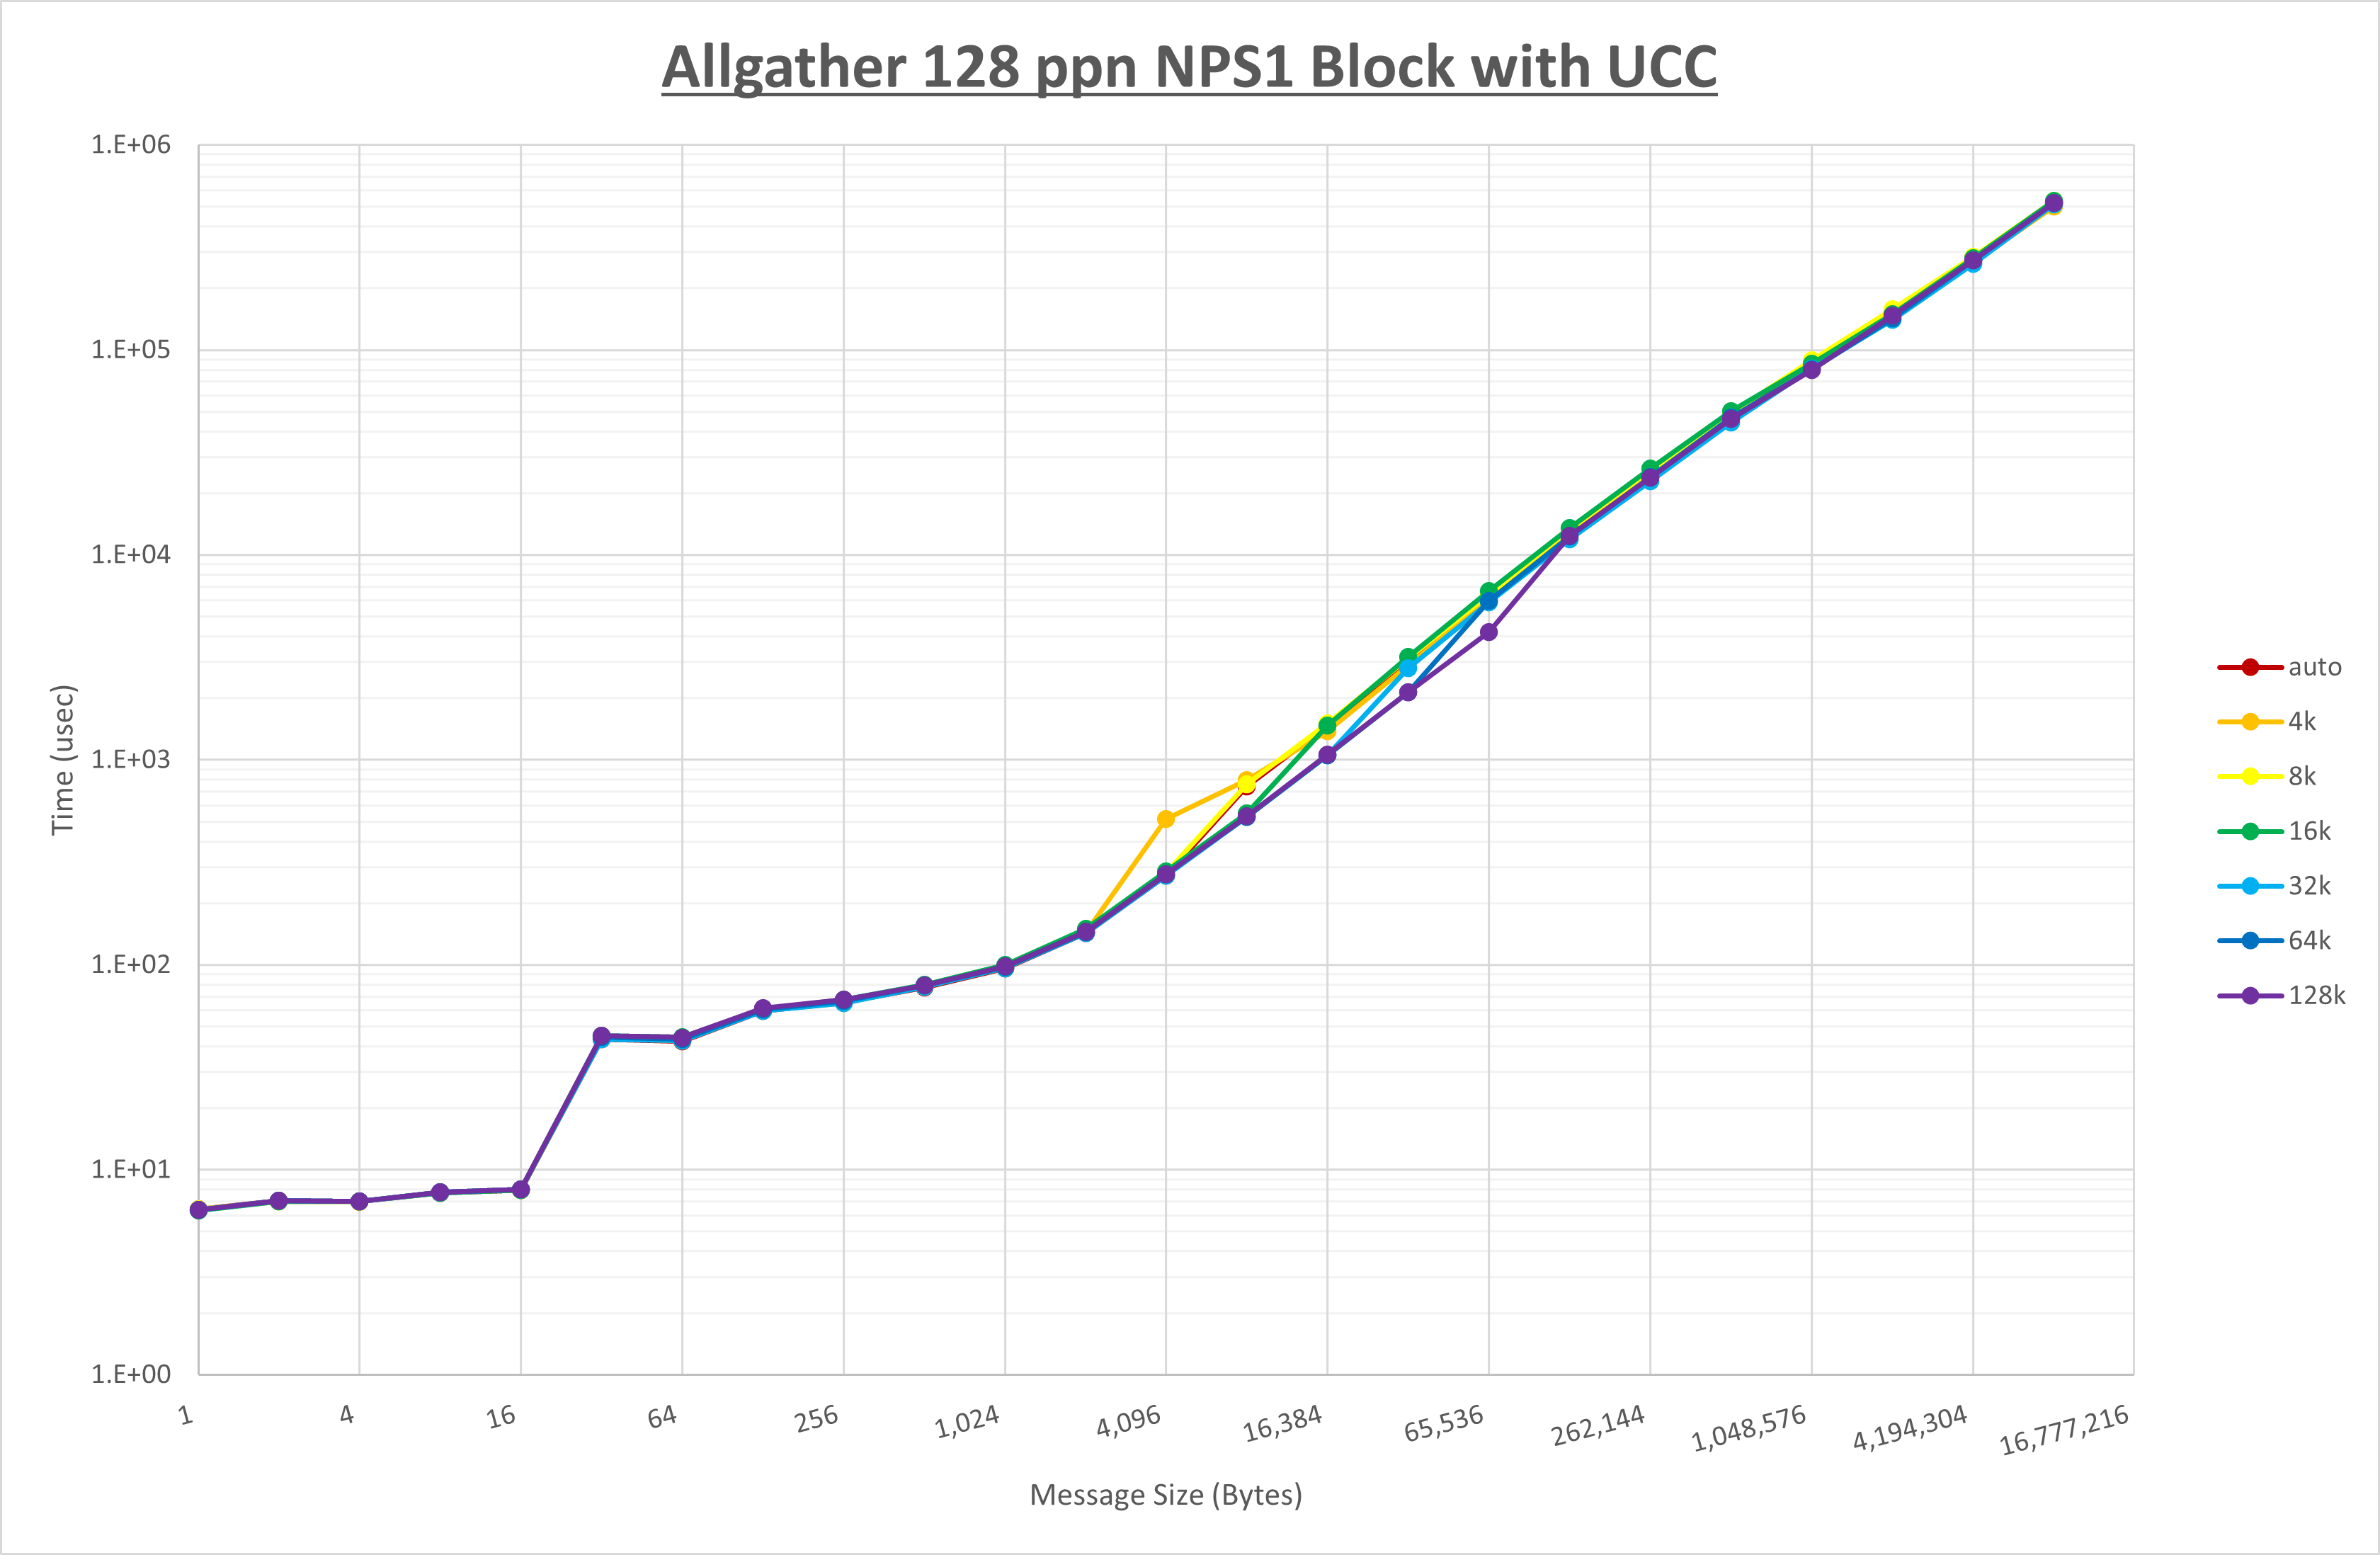 Allgather 128 ppn NPS1 Block with UCC
1.E+06
1.E+05
1.E+04
1.E+03
1.E+02
1.E+01
1.E+00
Time (usec)
1
4
16
64
256
1,024
4,096
16,384
65,536
262,144
1,048,576
4,194,304
16,777,216
Message Size (Bytes)
auto
4k
8k
16k
32k
64k
128k